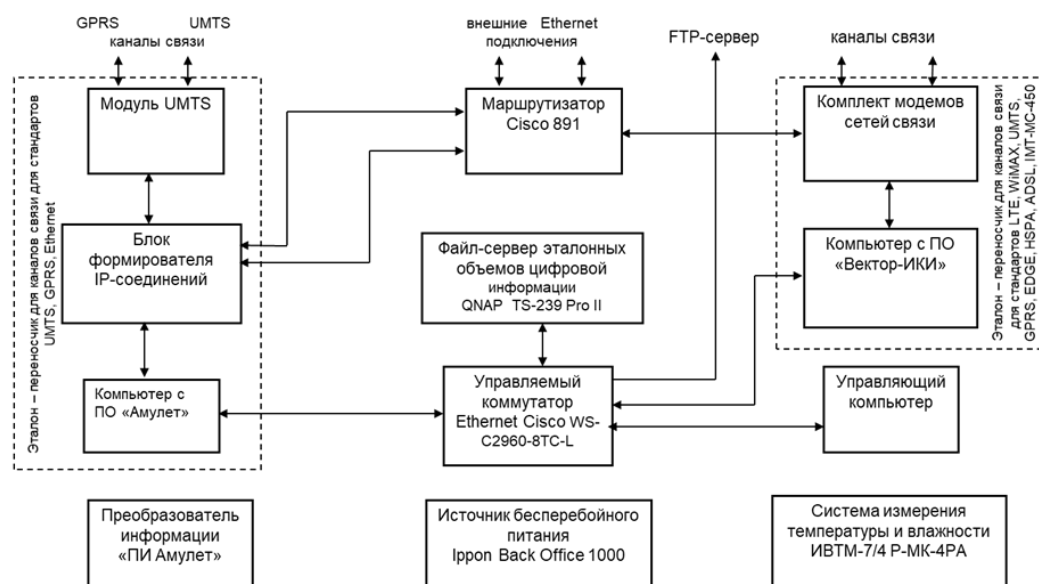 GPRS UMTS
каналы связи
внешние Ethernet
подключения
FTP-сервер
каналы связи
Эталон – переносчик для каналов связи для стандартов
UMTS, GPRS, Ethernet
Модуль UMTS
Маршрутизатор
Cisco 891
Комплект модемов
сетей связи
Эталон – переносчик для каналов связи
для стандартов LTE, WiMAX, UMTS,
GPRS, EDGE, HSPA, ADSL, IMT-MC-450
Блок
формирователя
IP-соединений
Файл-сервер эталонных
объемов цифровой
информации
QNAP TS-239 Pro II
Компьютер с ПО
«Вектор-ИКИ»
Компьютер с
ПО «Амулет»
Управляемый
коммутатор
Ethernet Cisco WS-
C2960-8TC-L
Управляющий
компьютер
Преобразователь
информации
«ПИ Амулет»
Источник бесперебойного
питания
Ippon Back Office 1000
Система измерения
температуры и влажности
ИВТМ-7/4 Р-МК-4РА